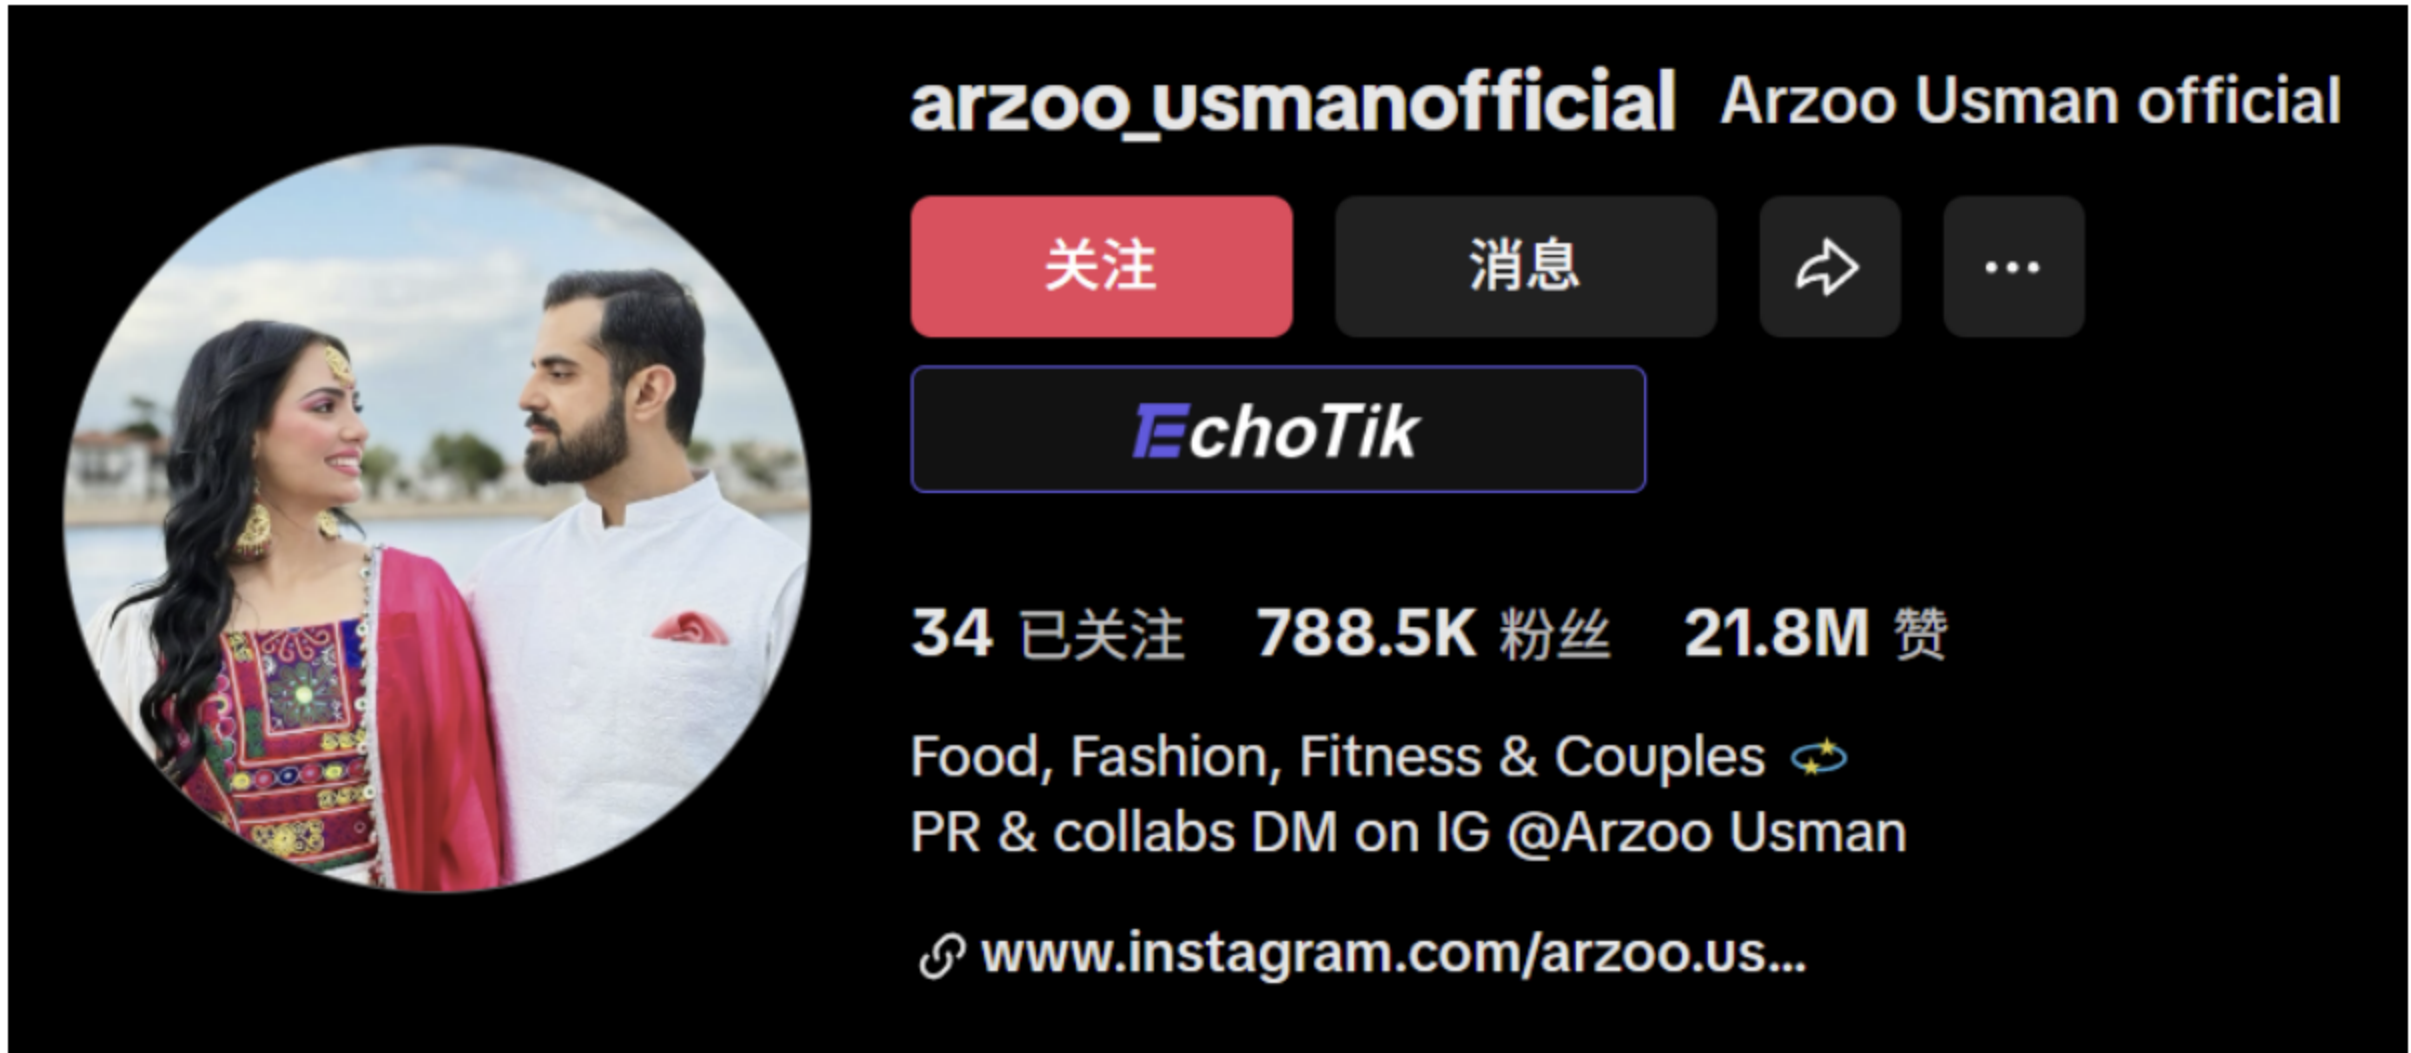 arzoo_usmanofficial Arzoo Usman official
关注 消息
EchoTik
34 已关注 788.5K 粉丝 21.8M 赞
Food, Fashion, Fitness & Couples 💫
PR & collabs DM on IG @Arzoo Usman
www.instagram.com/arzoo.us...